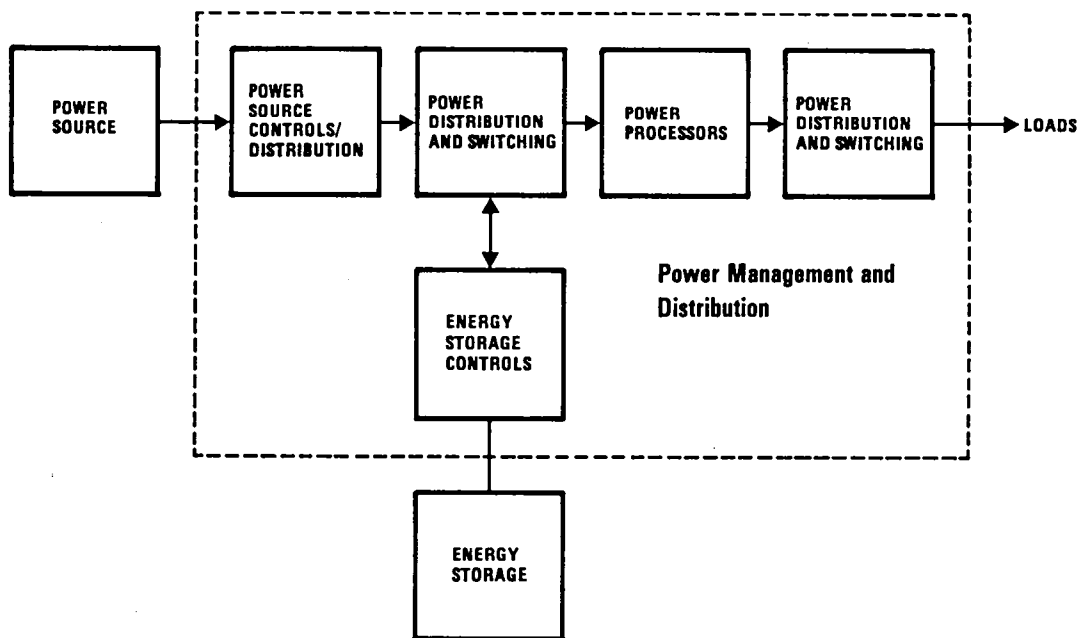 POWER
SOURCE
POWER
SOURCE
CONTROLS/
DISTRIBUTION
POWER
DISTRIBUTION
AND SWITCHING
POWER
PROCESSORS
POWER
DISTRIBUTION
AND SWITCHING
LOADS
Power Management and
Distribution
ENERGY
STORAGE
CONTROLS
ENERGY
STORAGE